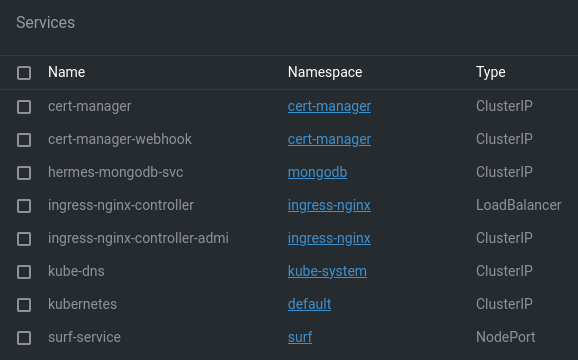 Services
Name Namespace Type
cert-manager cert-manager ClusterIP
cert-manager-webhook cert-manager ClusterIP
hermes-mongodb-svc mongodb ClusterIP
ingress-nginx-controller ingress-nginx LoadBalancer
ingress-nginx-controller-admi ingress-nginx ClusterIP
kube-dns kube-system ClusterIP
kubernetes default ClusterIP
surf-service surf NodePort